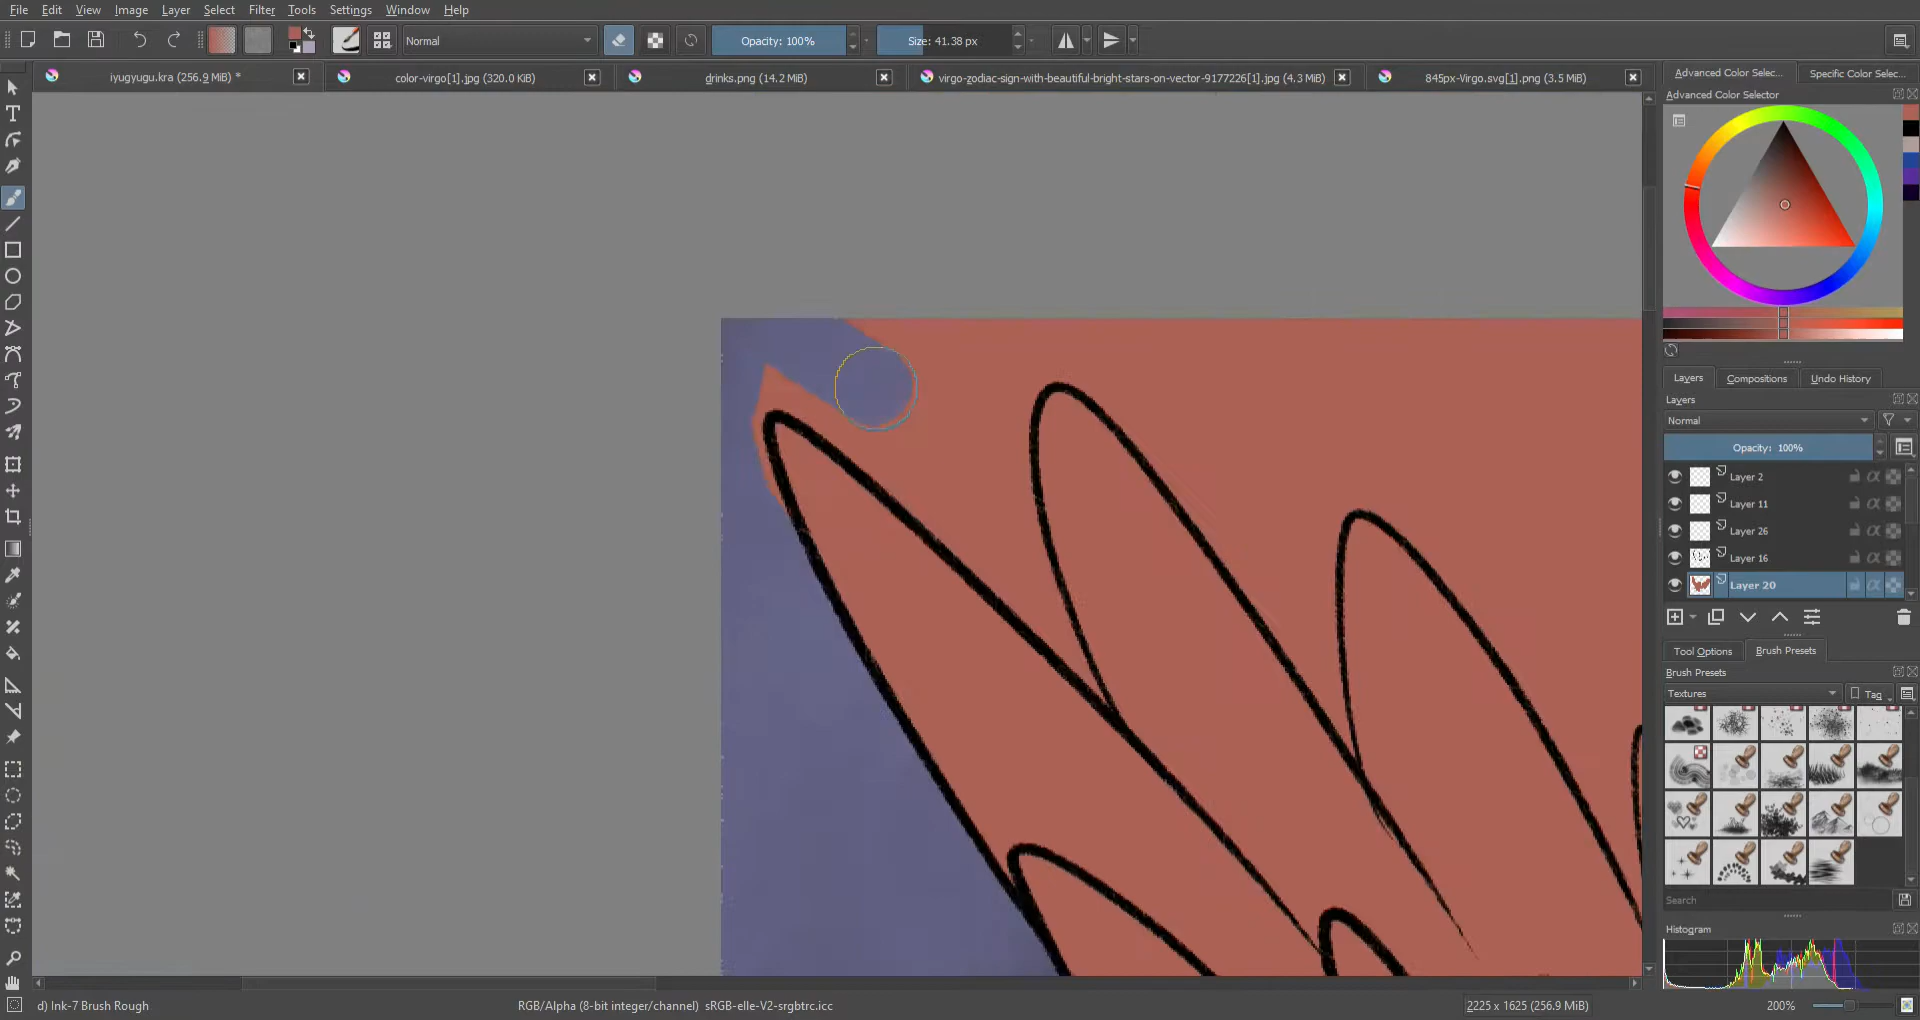 File Edit View Image Layer Select Filter Tools Settings Window Help
Normal Opacity: 100% Size: 41.38 px
iyugyugu.kra (256.9 MiB) * color-virgo[1].jpg (320.0 KiB) drinks.png (14.2 MiB) virgo-zodiac-sign-with-beautiful-bright-stars-on-vector-9177226[1].jpg (4.3 MiB) 845px-Virgo.svg[1].png (3.5 MiB)
Advanced Color Selec... Specific Color Selec...
Advanced Color Selector
Layers Compositions Undo History
Layers
Normal
Opacity: 100%
Layer 2
Layer 11
Layer 26
Layer 16
Layer 20
Tool Options Brush Presets
Brush Presets
Textures Tag
Search
Histogram
d) Ink-7 Brush Rough RGB/Alpha (8-bit integer/channel) sRGB-elle-V2-srgbtrc.icc 2225 x 1625 (256.9 MiB) 200%